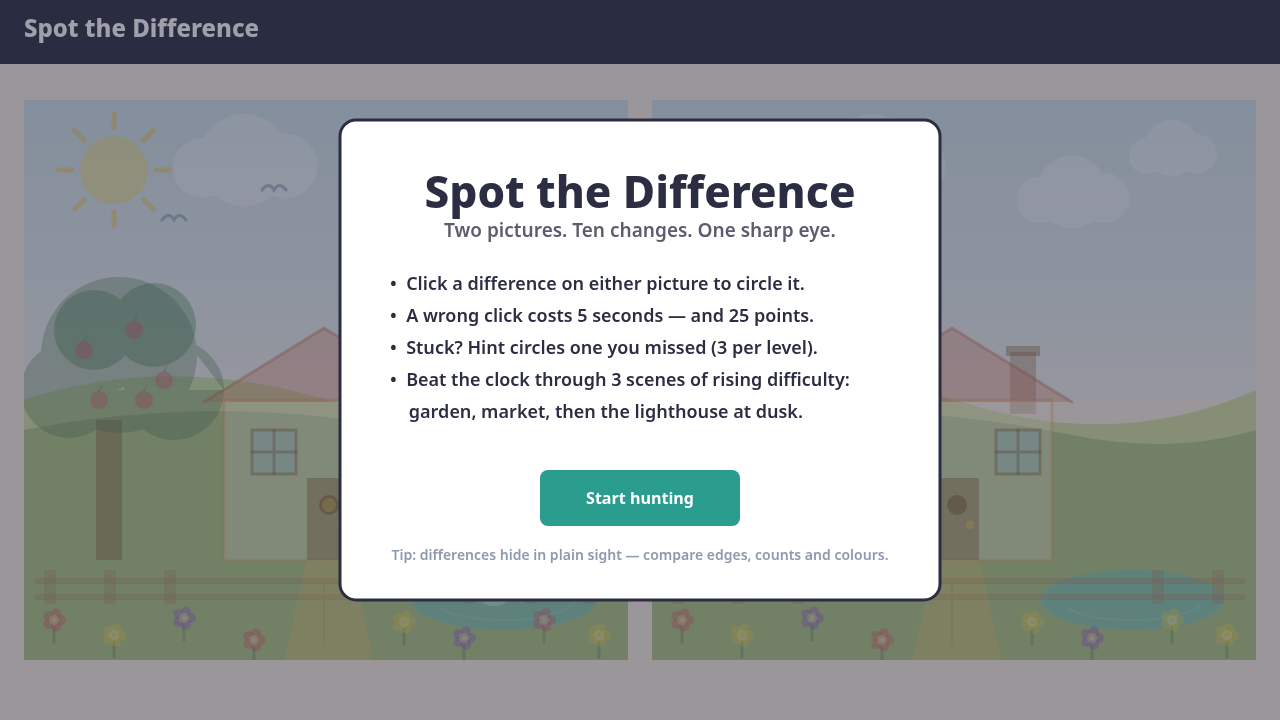 Spot the Difference
Spot the Difference
Two pictures. Ten changes. One sharp eye.
• Click a difference on either picture to circle it.
• A wrong click costs 5 seconds — and 25 points.
• Stuck? Hint circles one you missed (3 per level).
• Beat the clock through 3 scenes of rising difficulty:
garden, market, then the lighthouse at dusk.
Start hunting
Tip: differences hide in plain sight — compare edges, counts and colours.